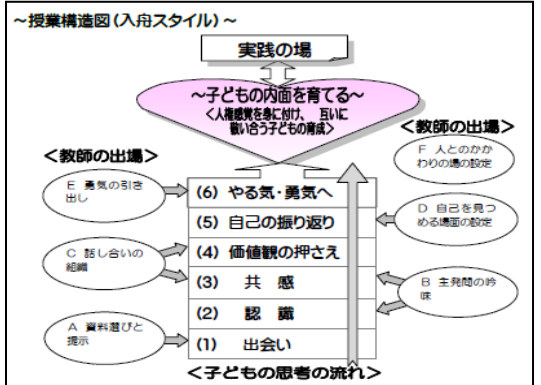 ～授業構造図（入舟スタイル）～
実践の場
～子どもの内面を育てる～
＜人権感覚を身に付け、 互いに
敬い合う子どもの育成＞
＜教師の出場＞
F 人とのかか
わりの場の設定
＜教師の出場＞
E 勇気の引き
出し
(6) やる気・勇気へ
D 自己を見つ
める場面の設定
(5) 自己の振り返り
C 話し合いの
組織
(4) 価値観の押さえ
(3) 共 感
B 主発問の吟
味
(2) 認 識
A 資料選びと
提示
(1) 出会い
＜子どもの思考の流れ＞